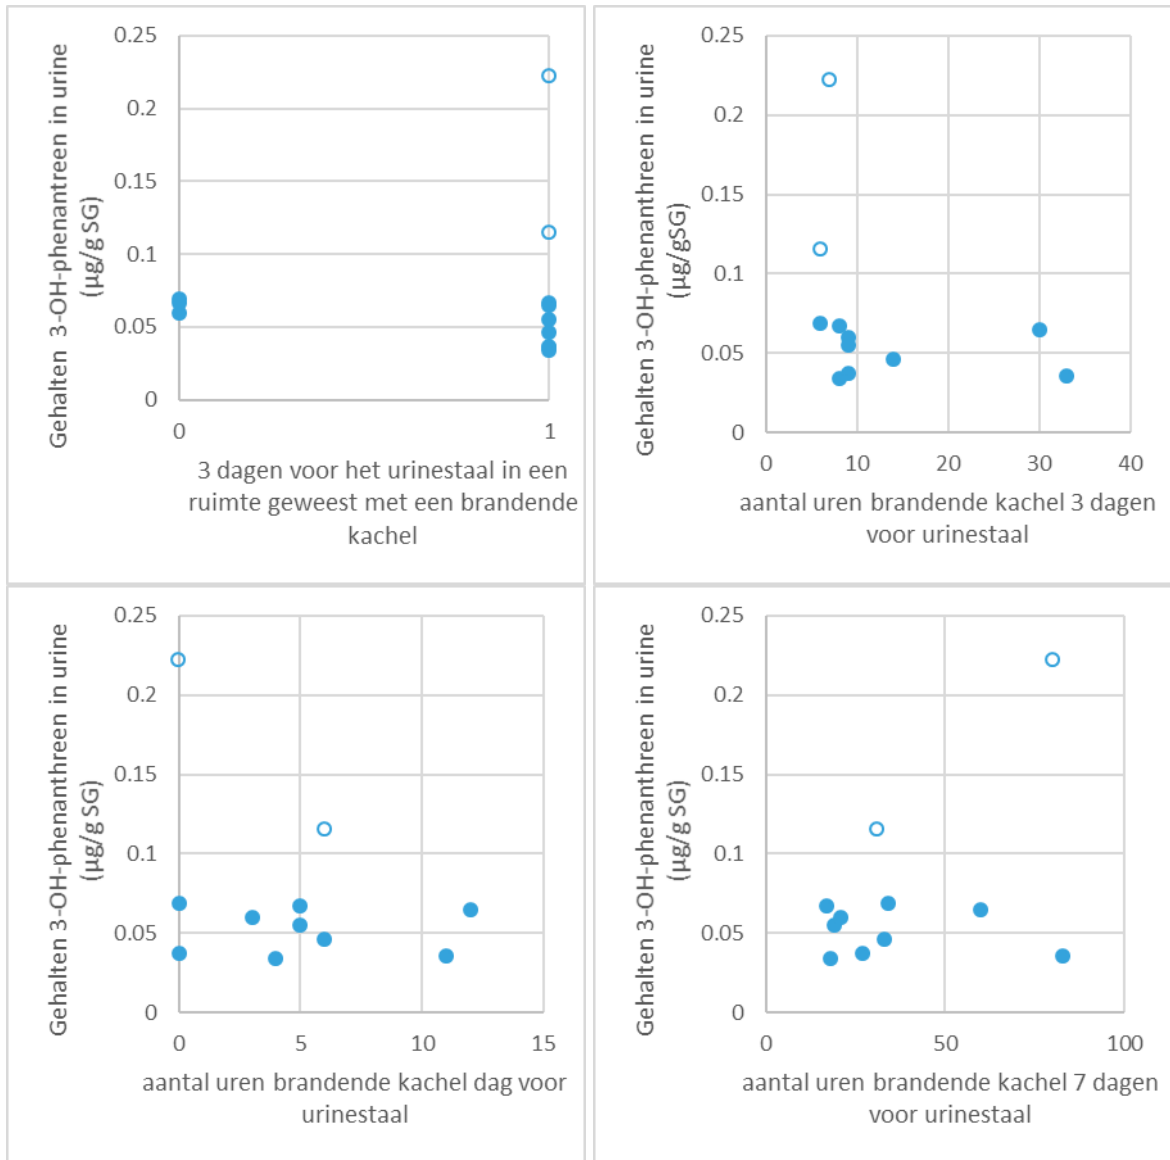 Gehalten 3-OH-phenantreen in urine
(µg/g SG)
0.25
0.2
0.15
0.1
0.05
0
0 1
3 dagen voor het urinestaal in een
ruimte geweest met een brandende
kachel
Gehalten 3-OH-phenanthreen in urine
(µg/gSG)
0.25
0.2
0.15
0.1
0.05
0
0 10 20 30 40
aantal uren brandende kachel 3 dagen
voor urinestaal
Gehalten 3-OH-phenanthreen in urine
(µg/g SG)
0.25
0.2
0.15
0.1
0.05
0
0 5 10 15
aantal uren brandende kachel dag voor
urinestaal
Gehalten 3-OH-phenanthreen in urine
(µg/g SG)
0.25
0.2
0.15
0.1
0.05
0
0 50 100
aantal uren brandende kachel 7 dagen
voor urinestaal